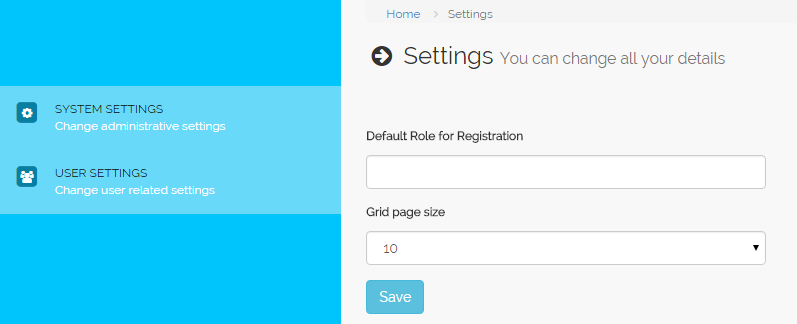 Home > Settings
Settings You can change all your details
SYSTEM SETTINGS
Change administrative settings
USER SETTINGS
Change user related settings
Default Role for Registration
Grid page size
10
Save